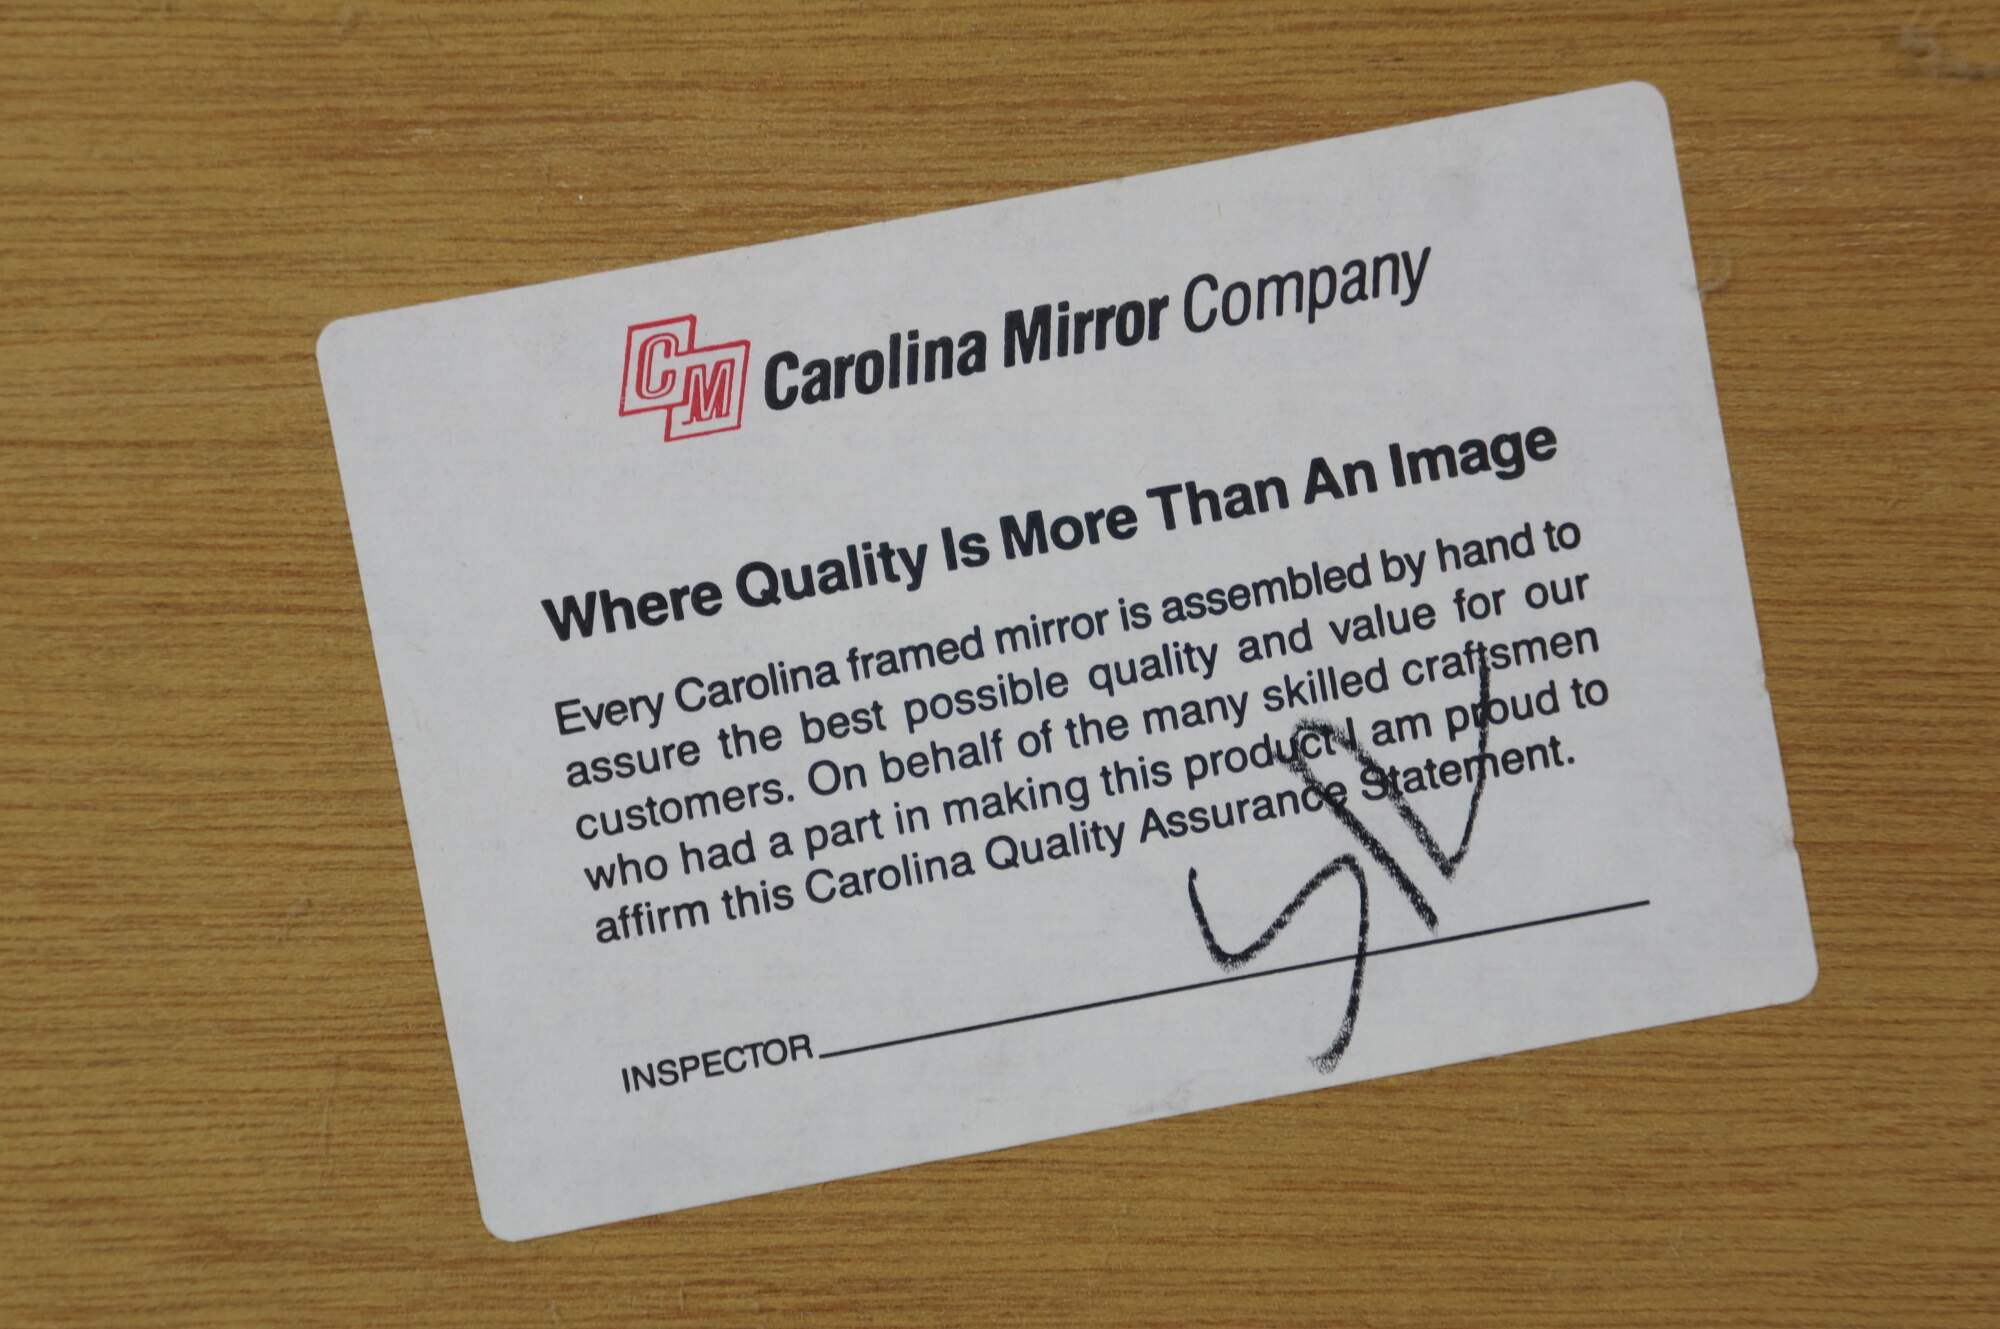 CM Carolina Mirror Company
Where Quality Is More Than An Image
Every Carolina framed mirror is assembled by hand to
assure the best possible quality and value for our
customers. On behalf of the many skilled craftsmen
who had a part in making this product I am proud to
affirm this Carolina Quality Assurance Statement.
INSPECTOR